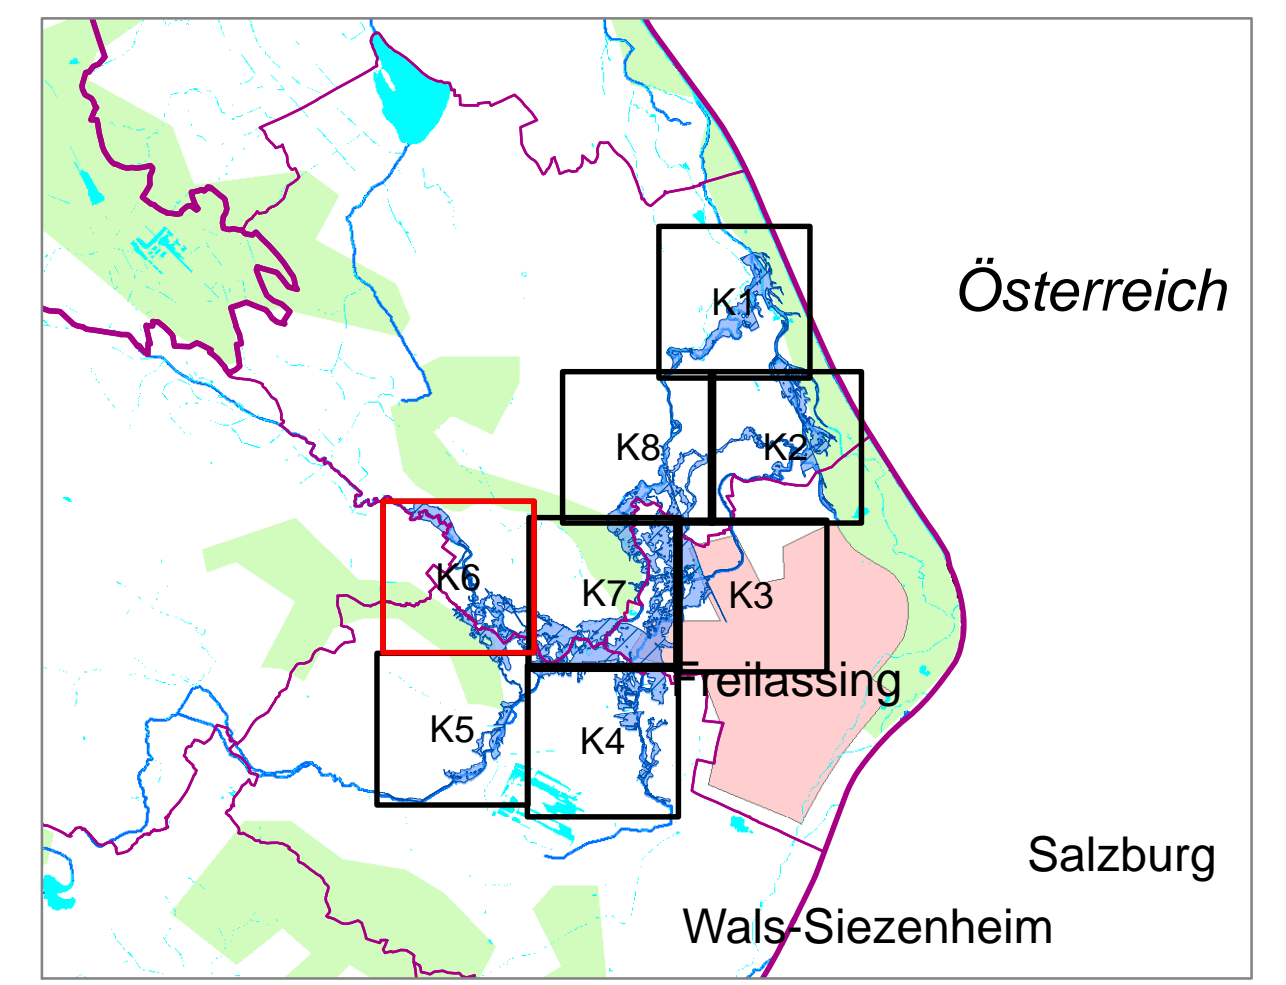 Österreich
K1
K8
K2
K6
K7
K3
Freilassing
K5
K4
Salzburg
Wals-Siezenheim